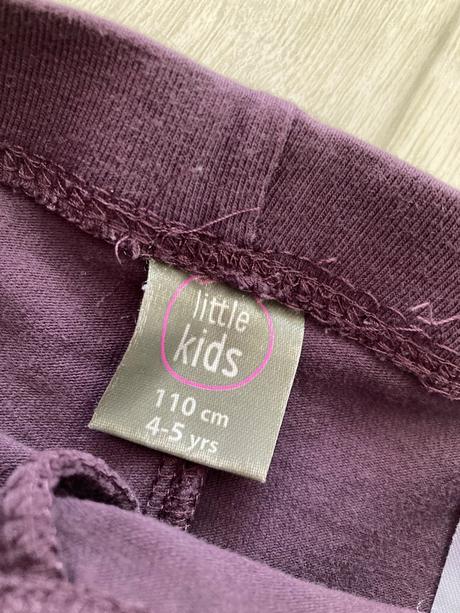 little
kids
110 cm
4-5 yrs